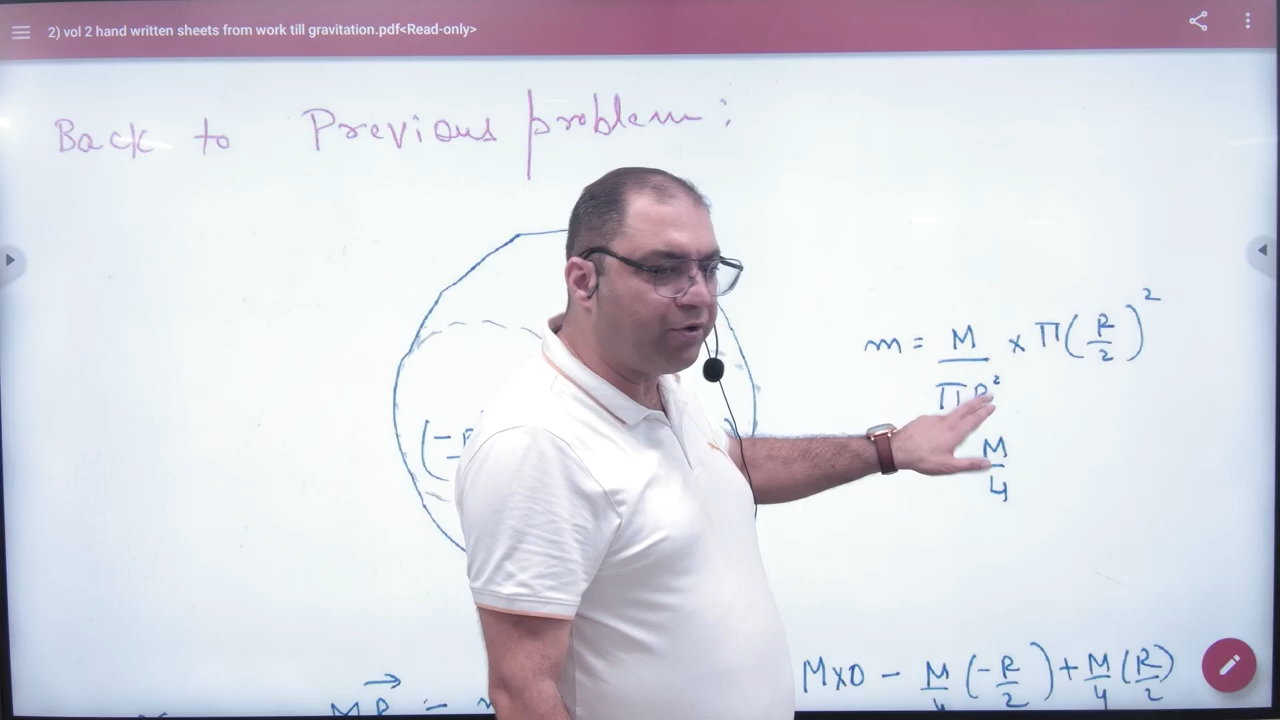 2) vol 2 hand written sheets from work till gravitation.pdf<Read-only>
Back to Previous problem:
m = M/πR² × π(R/2)²
(-R
M/4
MR =
M×0 - M/4 (-R/2) + M/4 (R/2)